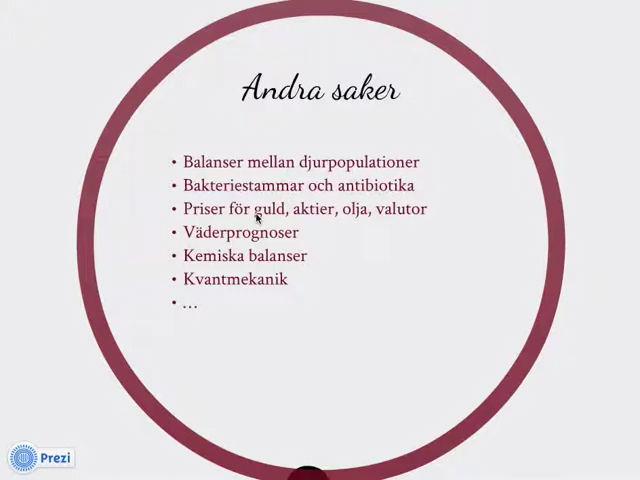 Andra saker
• Balanser mellan djurpopulationer
• Bakteriestammar och antibiotika
• Priser för guld, aktier, olja, valutor
• Väderprognoser
• Kemiska balanser
• Kvantmekanik
• ...
Prezi